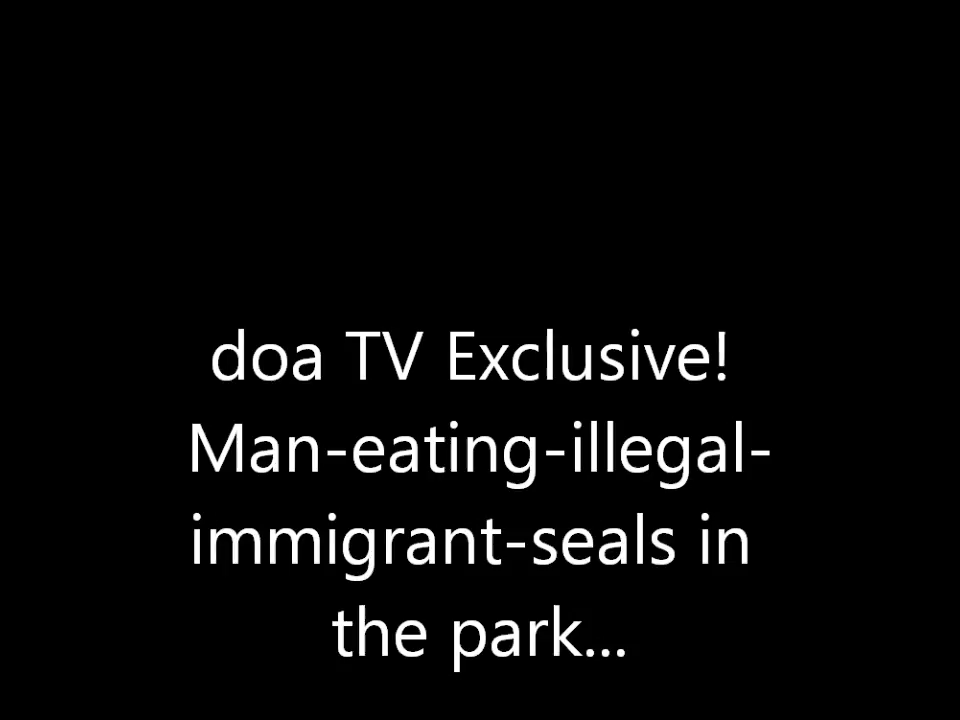 doa TV Exclusive!
Man-eating-illegal-
immigrant-seals in
the park...